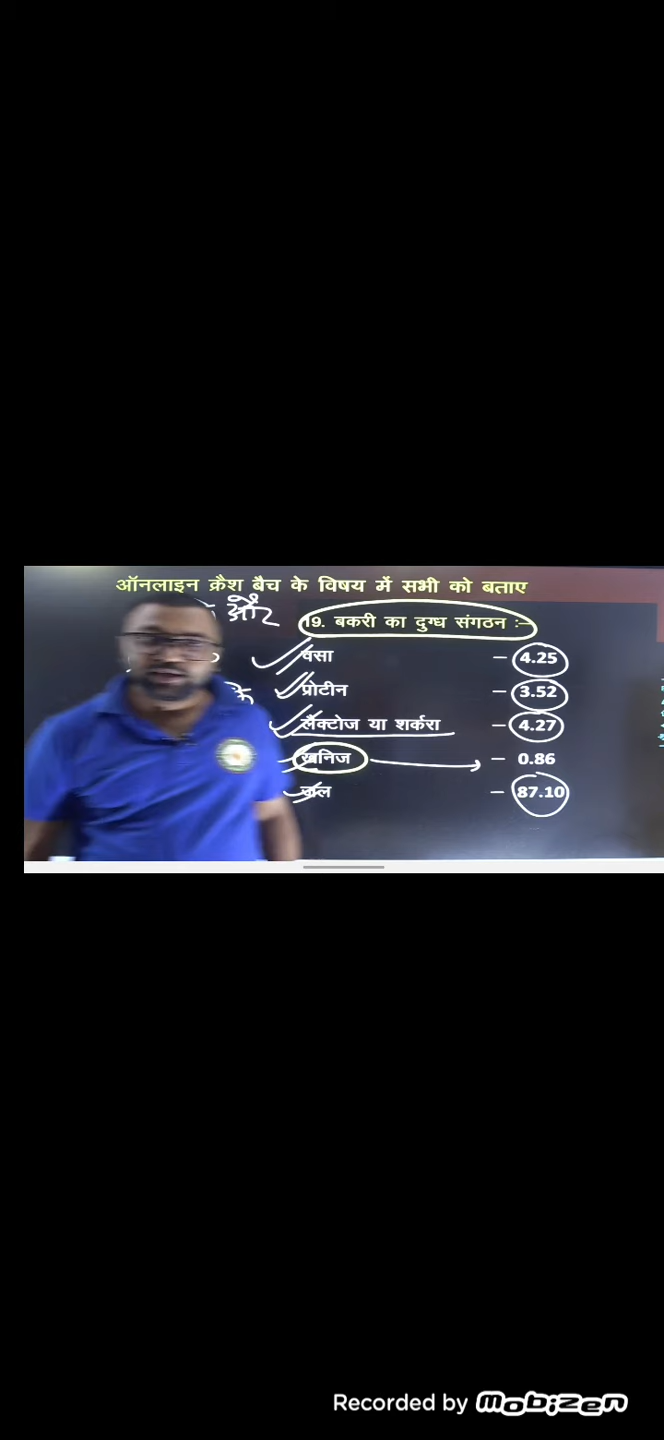 ऑनलाइन क्रैश बैच के विषय में सभी को बताए
और
19. बकरी का दुग्ध संगठन :–
वसा – 4.25
प्रोटीन – 3.52
लैक्टोज या शर्करा – 4.27
खनिज – 0.86
जल – 87.10
Recorded by mobizen